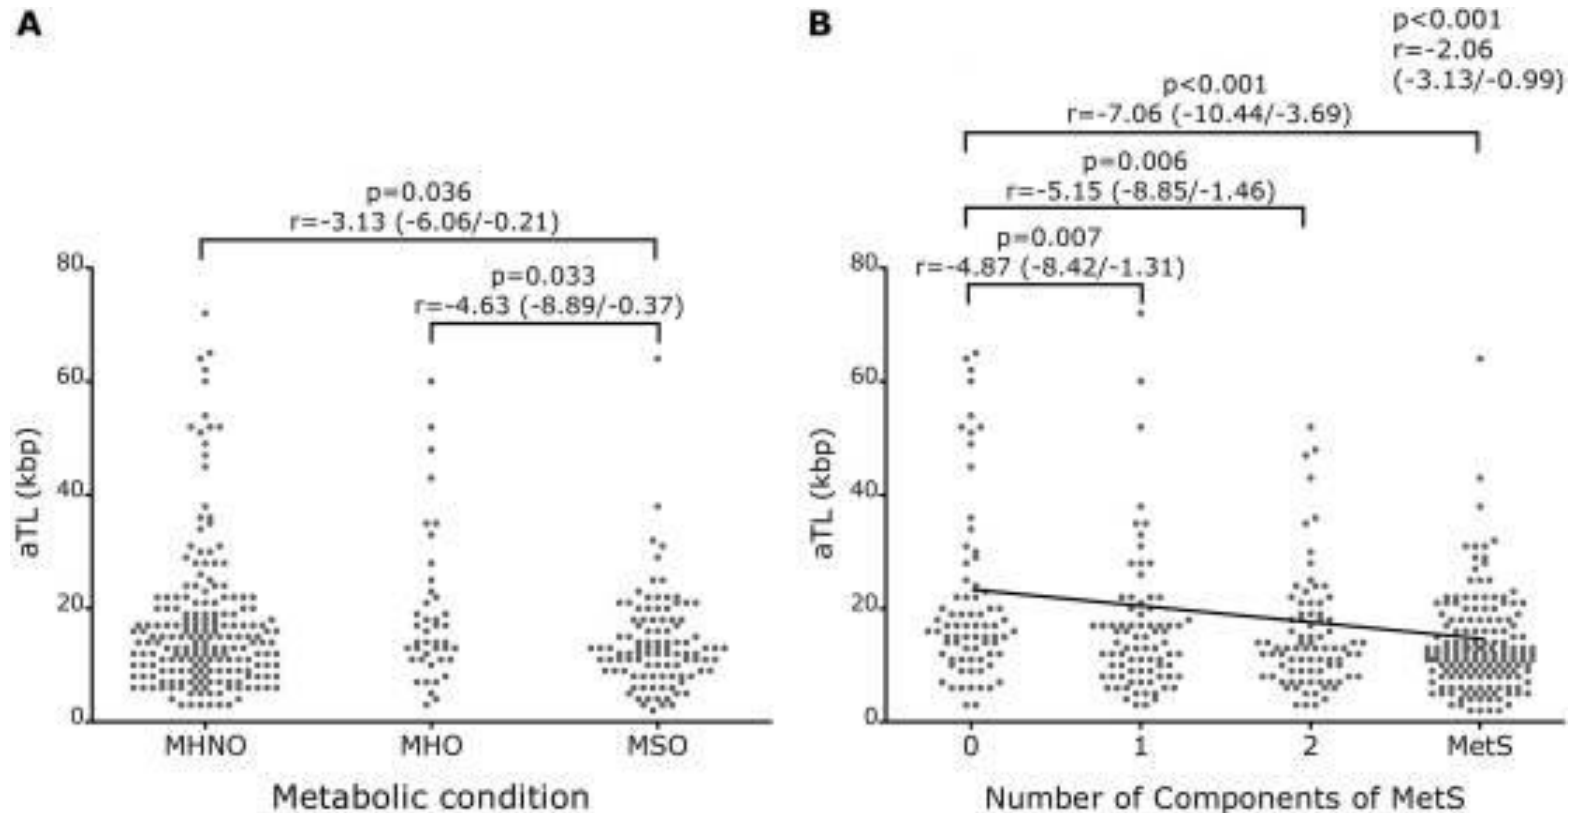 A
p=0.036
r=-3.13 (-6.06/-0.21)
p=0.033
r=-4.63 (-8.89/-0.37)
80
60
40
20
0
aTL (kbp)
MHNO
MHO
MSO
Metabolic condition
B
p<0.001
r=-2.06
(-3.13/-0.99)
p<0.001
r=-7.06 (-10.44/-3.69)
p=0.006
r=-5.15 (-8.85/-1.46)
p=0.007
r=-4.87 (-8.42/-1.31)
80
60
40
20
0
aTL (kbp)
0
1
2
MetS
Number of Components of MetS